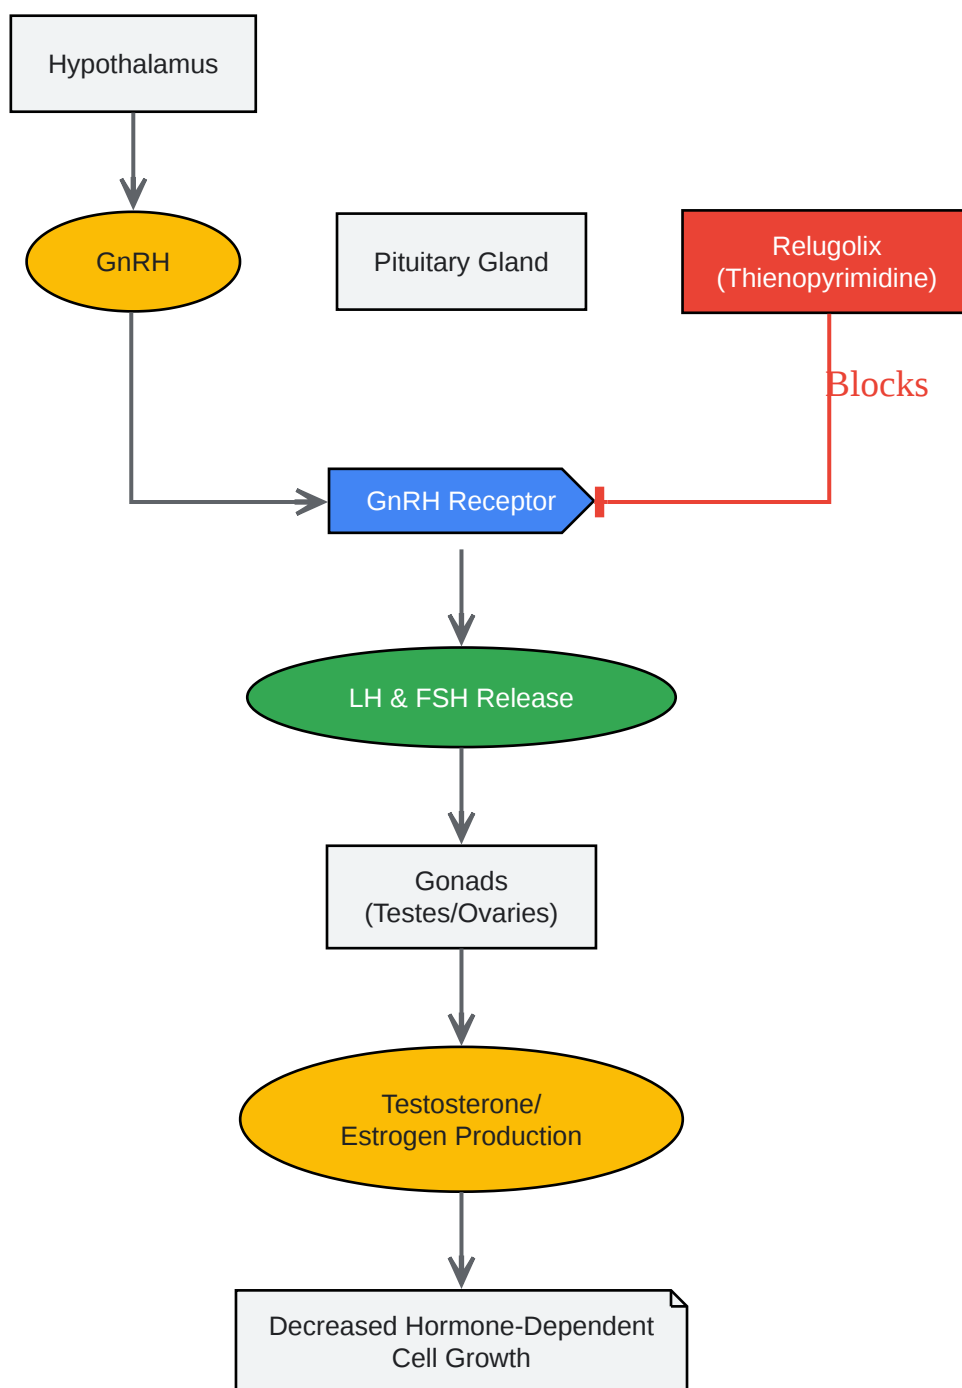 Hypothalamus
GnRH
Pituitary Gland
Relugolix
(Thienopyrimidine)
Blocks
GnRH Receptor
LH & FSH Release
Gonads
(Testes/Ovaries)
Testosterone/
Estrogen Production
Decreased Hormone-Dependent
Cell Growth